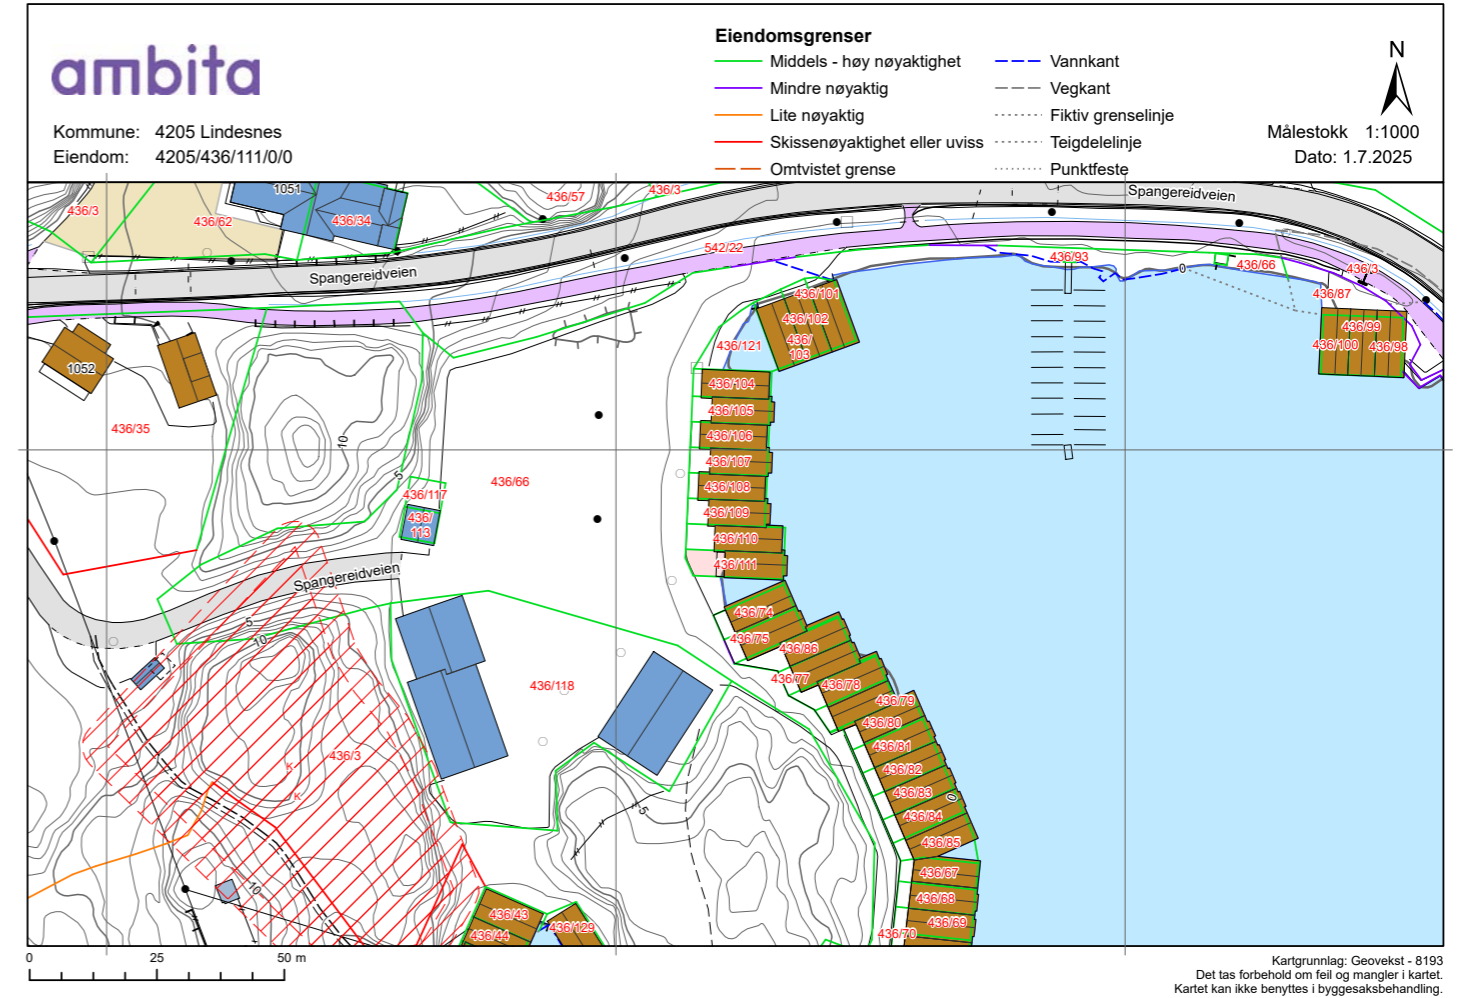 ambita
Kommune: 4205 Lindesnes
Eiendom: 4205/436/111/0/0
Eiendomsgrenser
Middels - høy nøyaktighet
Mindre nøyaktig
Lite nøyaktig
Skissenøyaktighet eller uviss
Omtvistet grense
Vannkant
Vegkant
Fiktiv grenselinje
Teigdelelinje
Punktfeste
N
Målestokk 1:1000
Dato: 1.7.2025
436/3
436/62
1051
436/34
436/57
436/3
Spangereidveien
Spangereidveien
542/22
436/93
0
436/66
436/3
436/87
436/99
436/100
436/98
436/101
436/102
436/
103
436/121
1052
436/35
10
5
436/117
436/
113
436/66
436/104
436/105
436/106
436/107
436/108
436/109
436/110
436/111
Spangereidveien
5
10
436/74
436/75
436/86
436/77
436/78
436/79
436/80
436/81
436/82
436/83
0
436/84
436/85
436/67
436/68
436/69
436/70
436/118
436/3
K
K
5
10
436/43
436/44
436/129
0 25 50 m
Kartgrunnlag: Geovekst - 8193
Det tas forbehold om feil og mangler i kartet.
Kartet kan ikke benyttes i byggesaksbehandling.